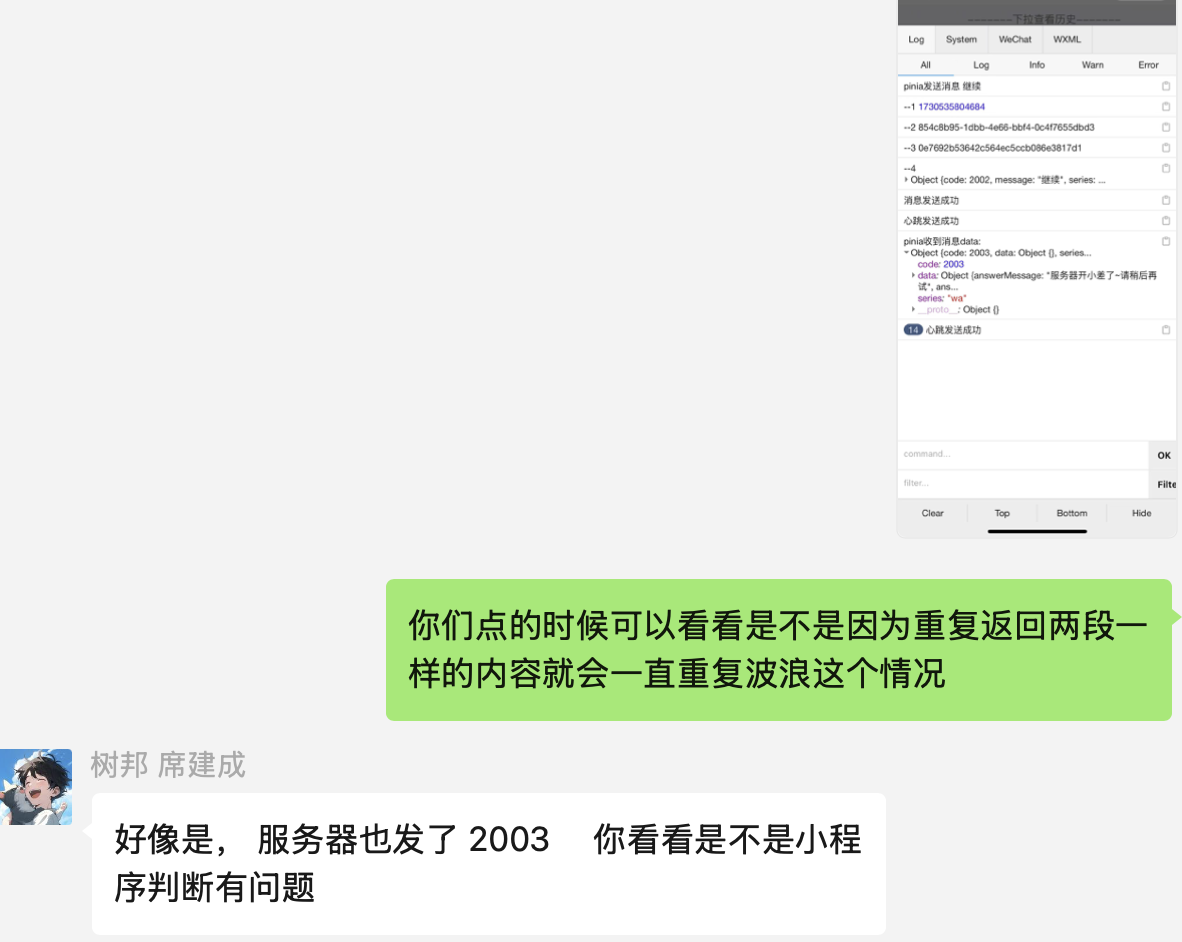 -------下拉查看历史-------
Log System WeChat WXML
All Log Info Warn Error
pinia发送消息 继续
--1 1730535804684
--2 854c8b95-1dbb-4e66-bbf4-0c4f7655dbd3
--3 0e7692b53642c564ec5ccb086e3817d1
--4
Object {code: 2002, message: "继续", series: ...
消息发送成功
心跳发送成功
pinia收到消息data:
Object {code: 2003, data: Object {}, series...
code: 2003
data: Object {answerMessage: "服务器开小差了~请稍后再
试", ans...
series: "wa"
__proto__: Object {}
14 心跳发送成功
command...
OK
filter...
Filte
Clear Top Bottom Hide
你们点的时候可以看看是不是因为重复返回两段一
样的内容就会一直重复波浪这个情况
树邦 席建成
好像是， 服务器也发了 2003 你看看是不是小程
序判断有问题